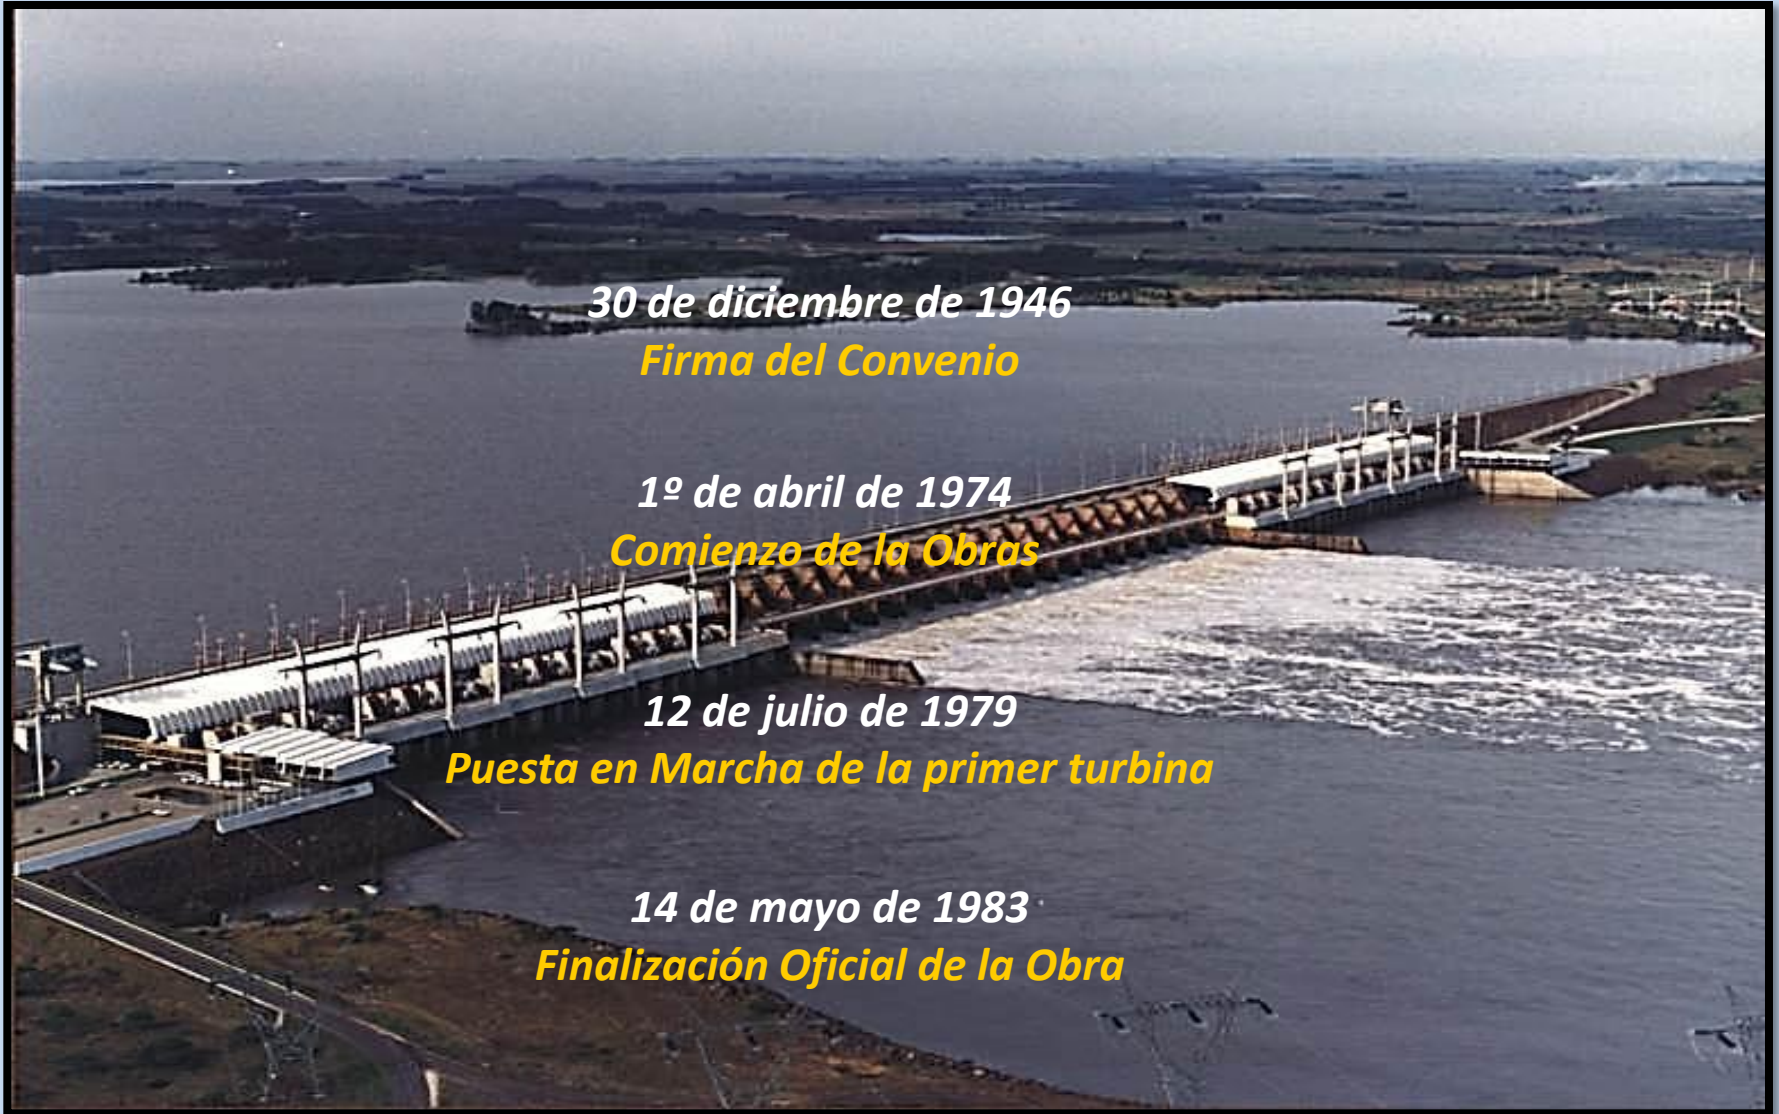 30 de diciembre de 1946
Firma del Convenio
1º de abril de 1974
Comienzo de la Obras
12 de julio de 1979
Puesta en Marcha de la primer turbina
14 de mayo de 1983
Finalización Oficial de la Obra